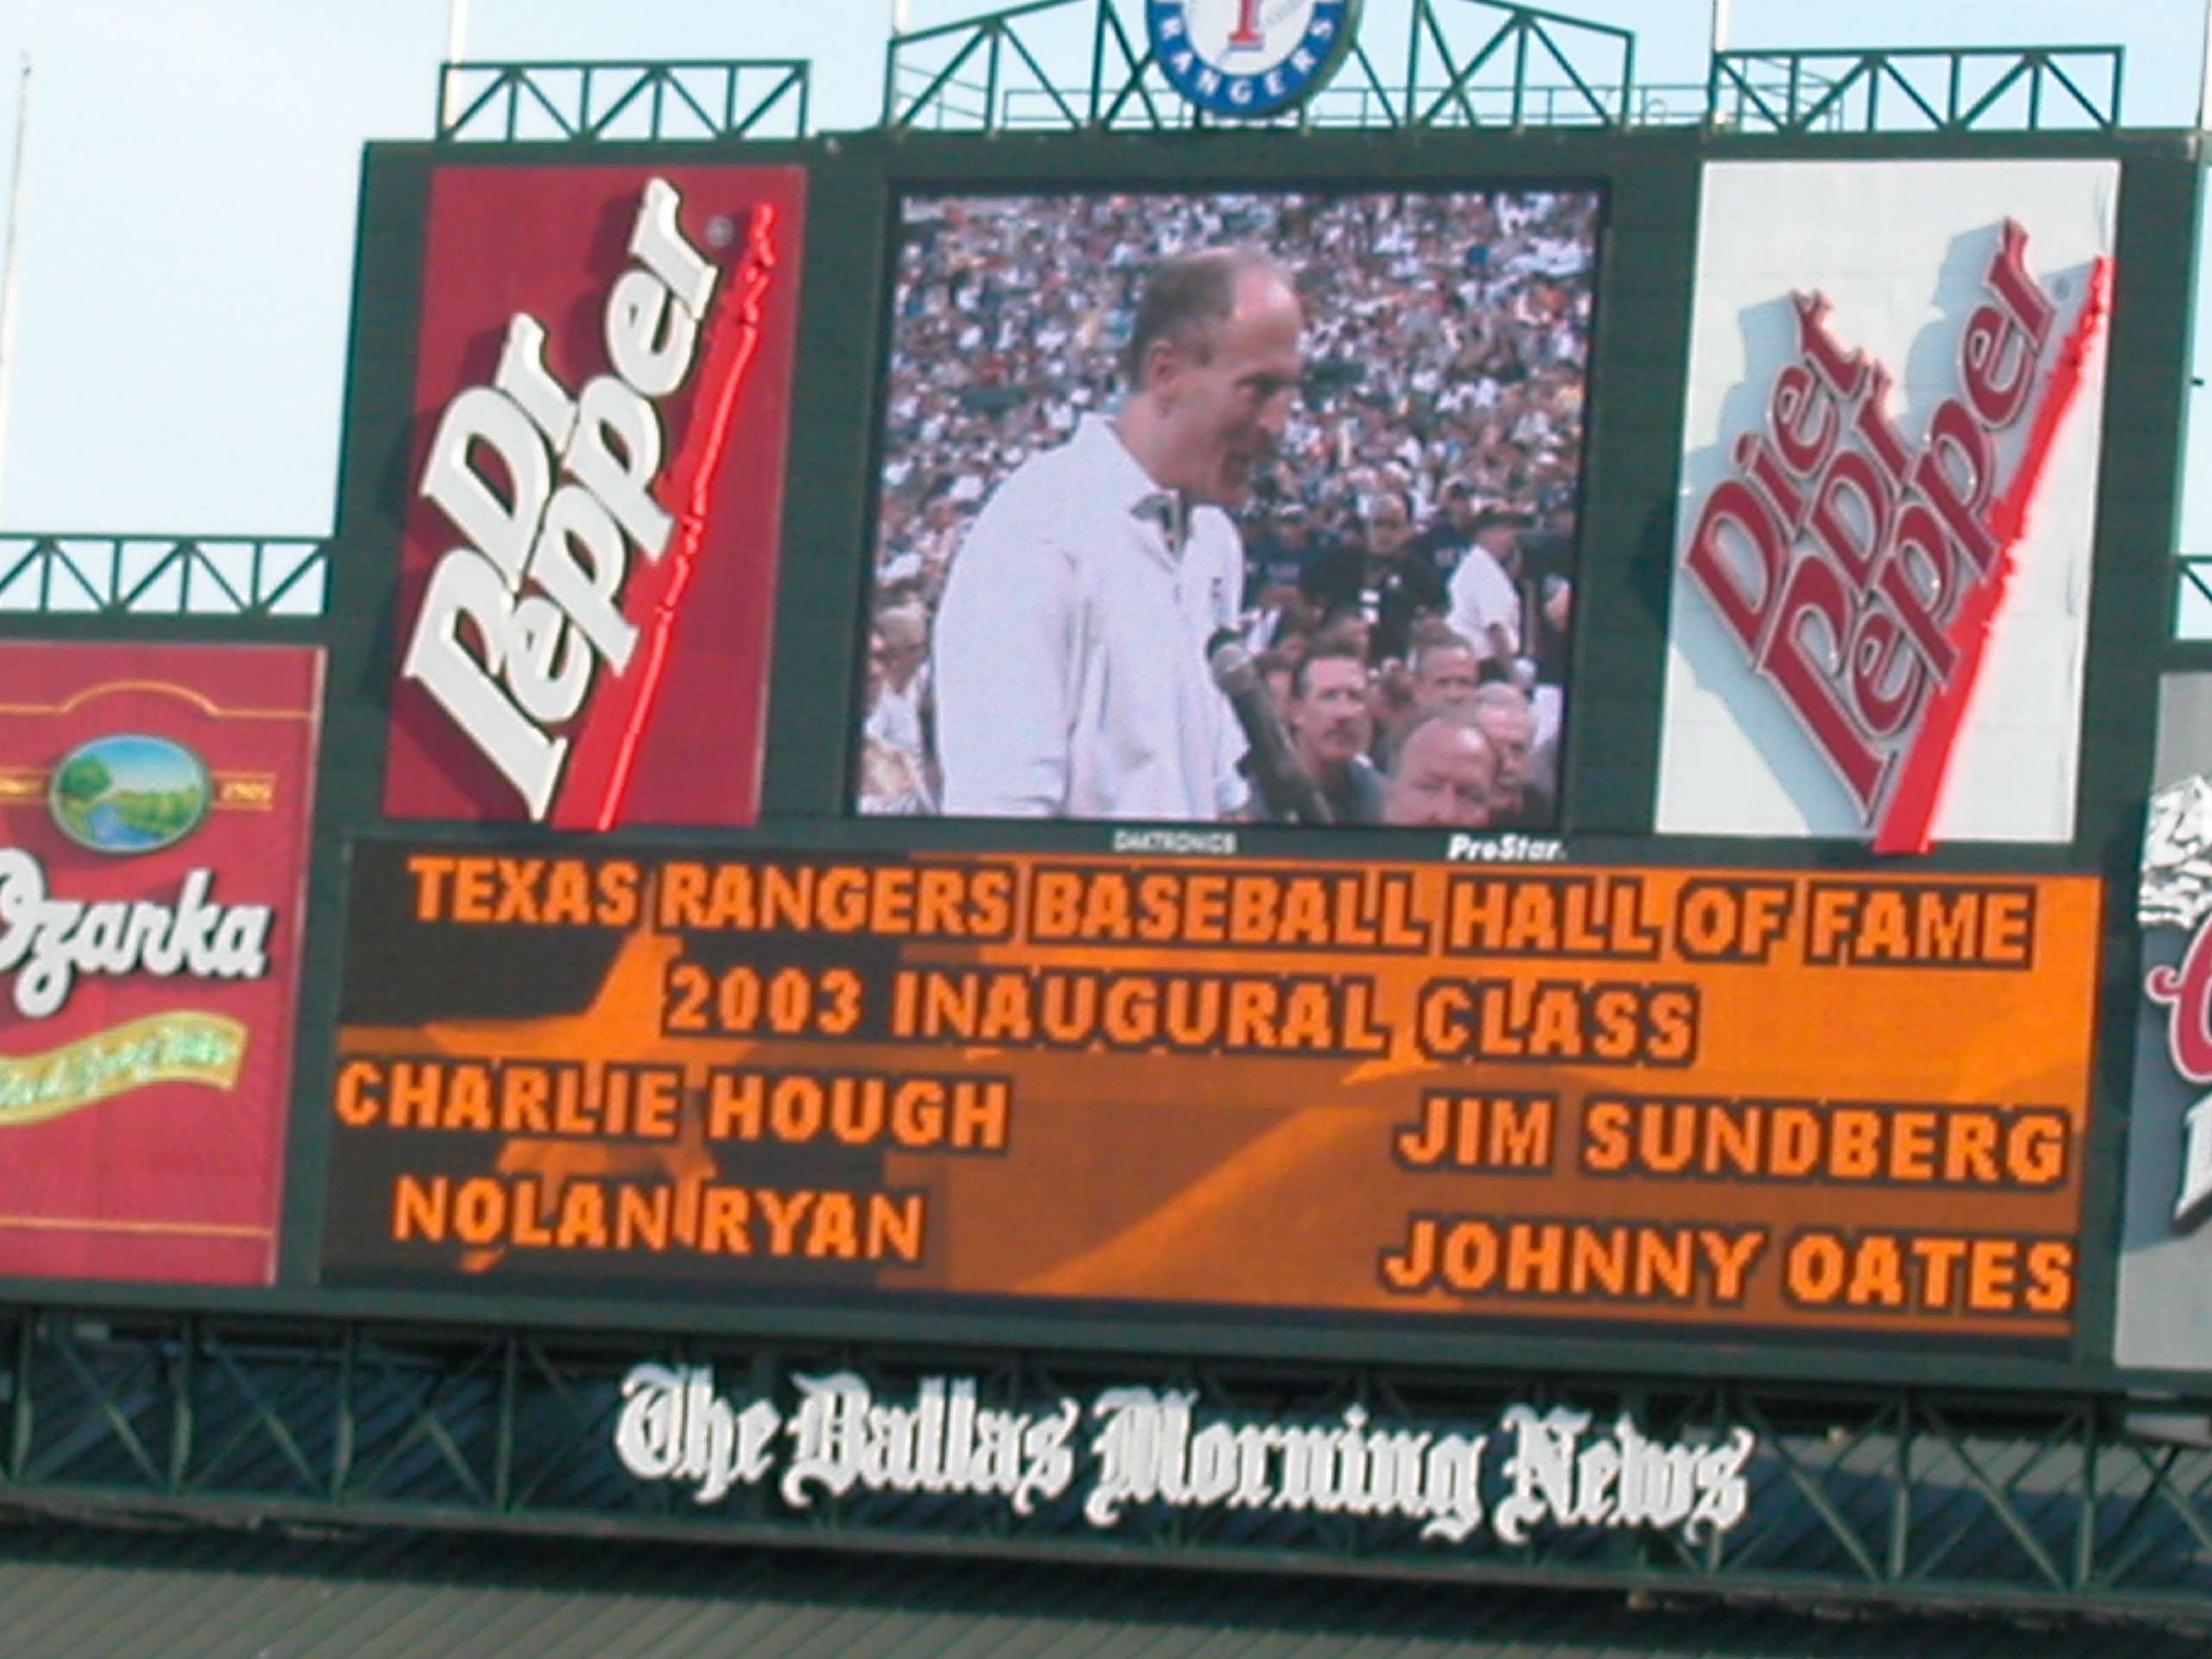 RANGERS
Dr
Pepper
Diet
Dr
Pepper
DAKTRONICS
ProStar
1905
Ozarka
TEXAS RANGERS BASEBALL HALL OF FAME
2003 INAUGURAL CLASS
CHARLIE HOUGH
JIM SUNDBERG
NOLAN RYAN
JOHNNY OATES
The Dallas Morning News